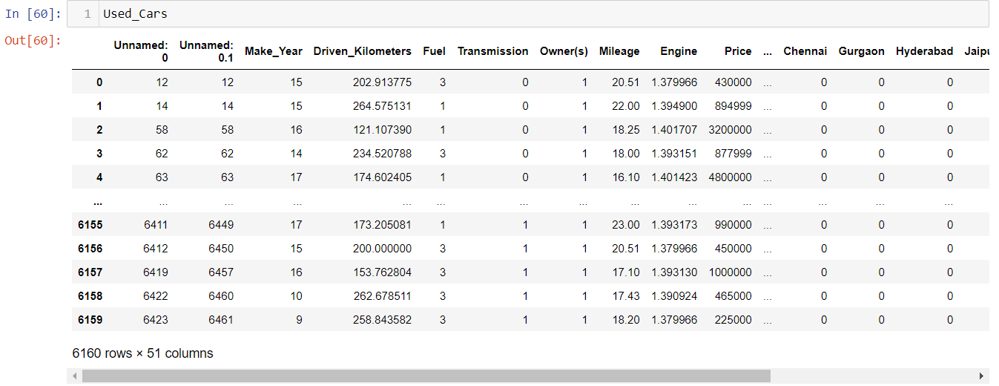 In [60]: 1 Used_Cars
Out[60]:
Unnamed: 0 Unnamed: 0.1 Make_Year Driven_Kilometers Fuel Transmission Owner(s) Mileage Engine Price ... Chennai Gurgaon Hyderabad Jaipu
0 12 12 15 202.913775 3 0 1 20.51 1.379966 430000 ... 0 0 0
1 14 14 15 264.575131 1 0 1 22.00 1.394900 894999 ... 0 0 0
2 58 58 16 121.107390 1 0 1 18.25 1.401707 3200000 ... 0 0 0
3 62 62 14 234.520788 3 0 1 18.00 1.393151 877999 ... 0 0 0
4 63 63 17 174.602405 1 0 1 16.10 1.401423 4800000 ... 0 0 0
... ... ... ... ... ... ... ... ... ... ... ... ... ... ...
6155 6411 6449 17 173.205081 1 1 1 23.00 1.393173 990000 ... 0 0 0
6156 6412 6450 15 200.000000 3 1 1 20.51 1.379966 450000 ... 0 0 0
6157 6419 6457 16 153.762804 3 1 1 17.10 1.393130 1000000 ... 0 0 0
6158 6422 6460 10 262.678511 3 1 1 17.43 1.390924 465000 ... 0 0 0
6159 6423 6461 9 258.843582 3 1 1 18.20 1.379966 225000 ... 0 0 0
6160 rows × 51 columns